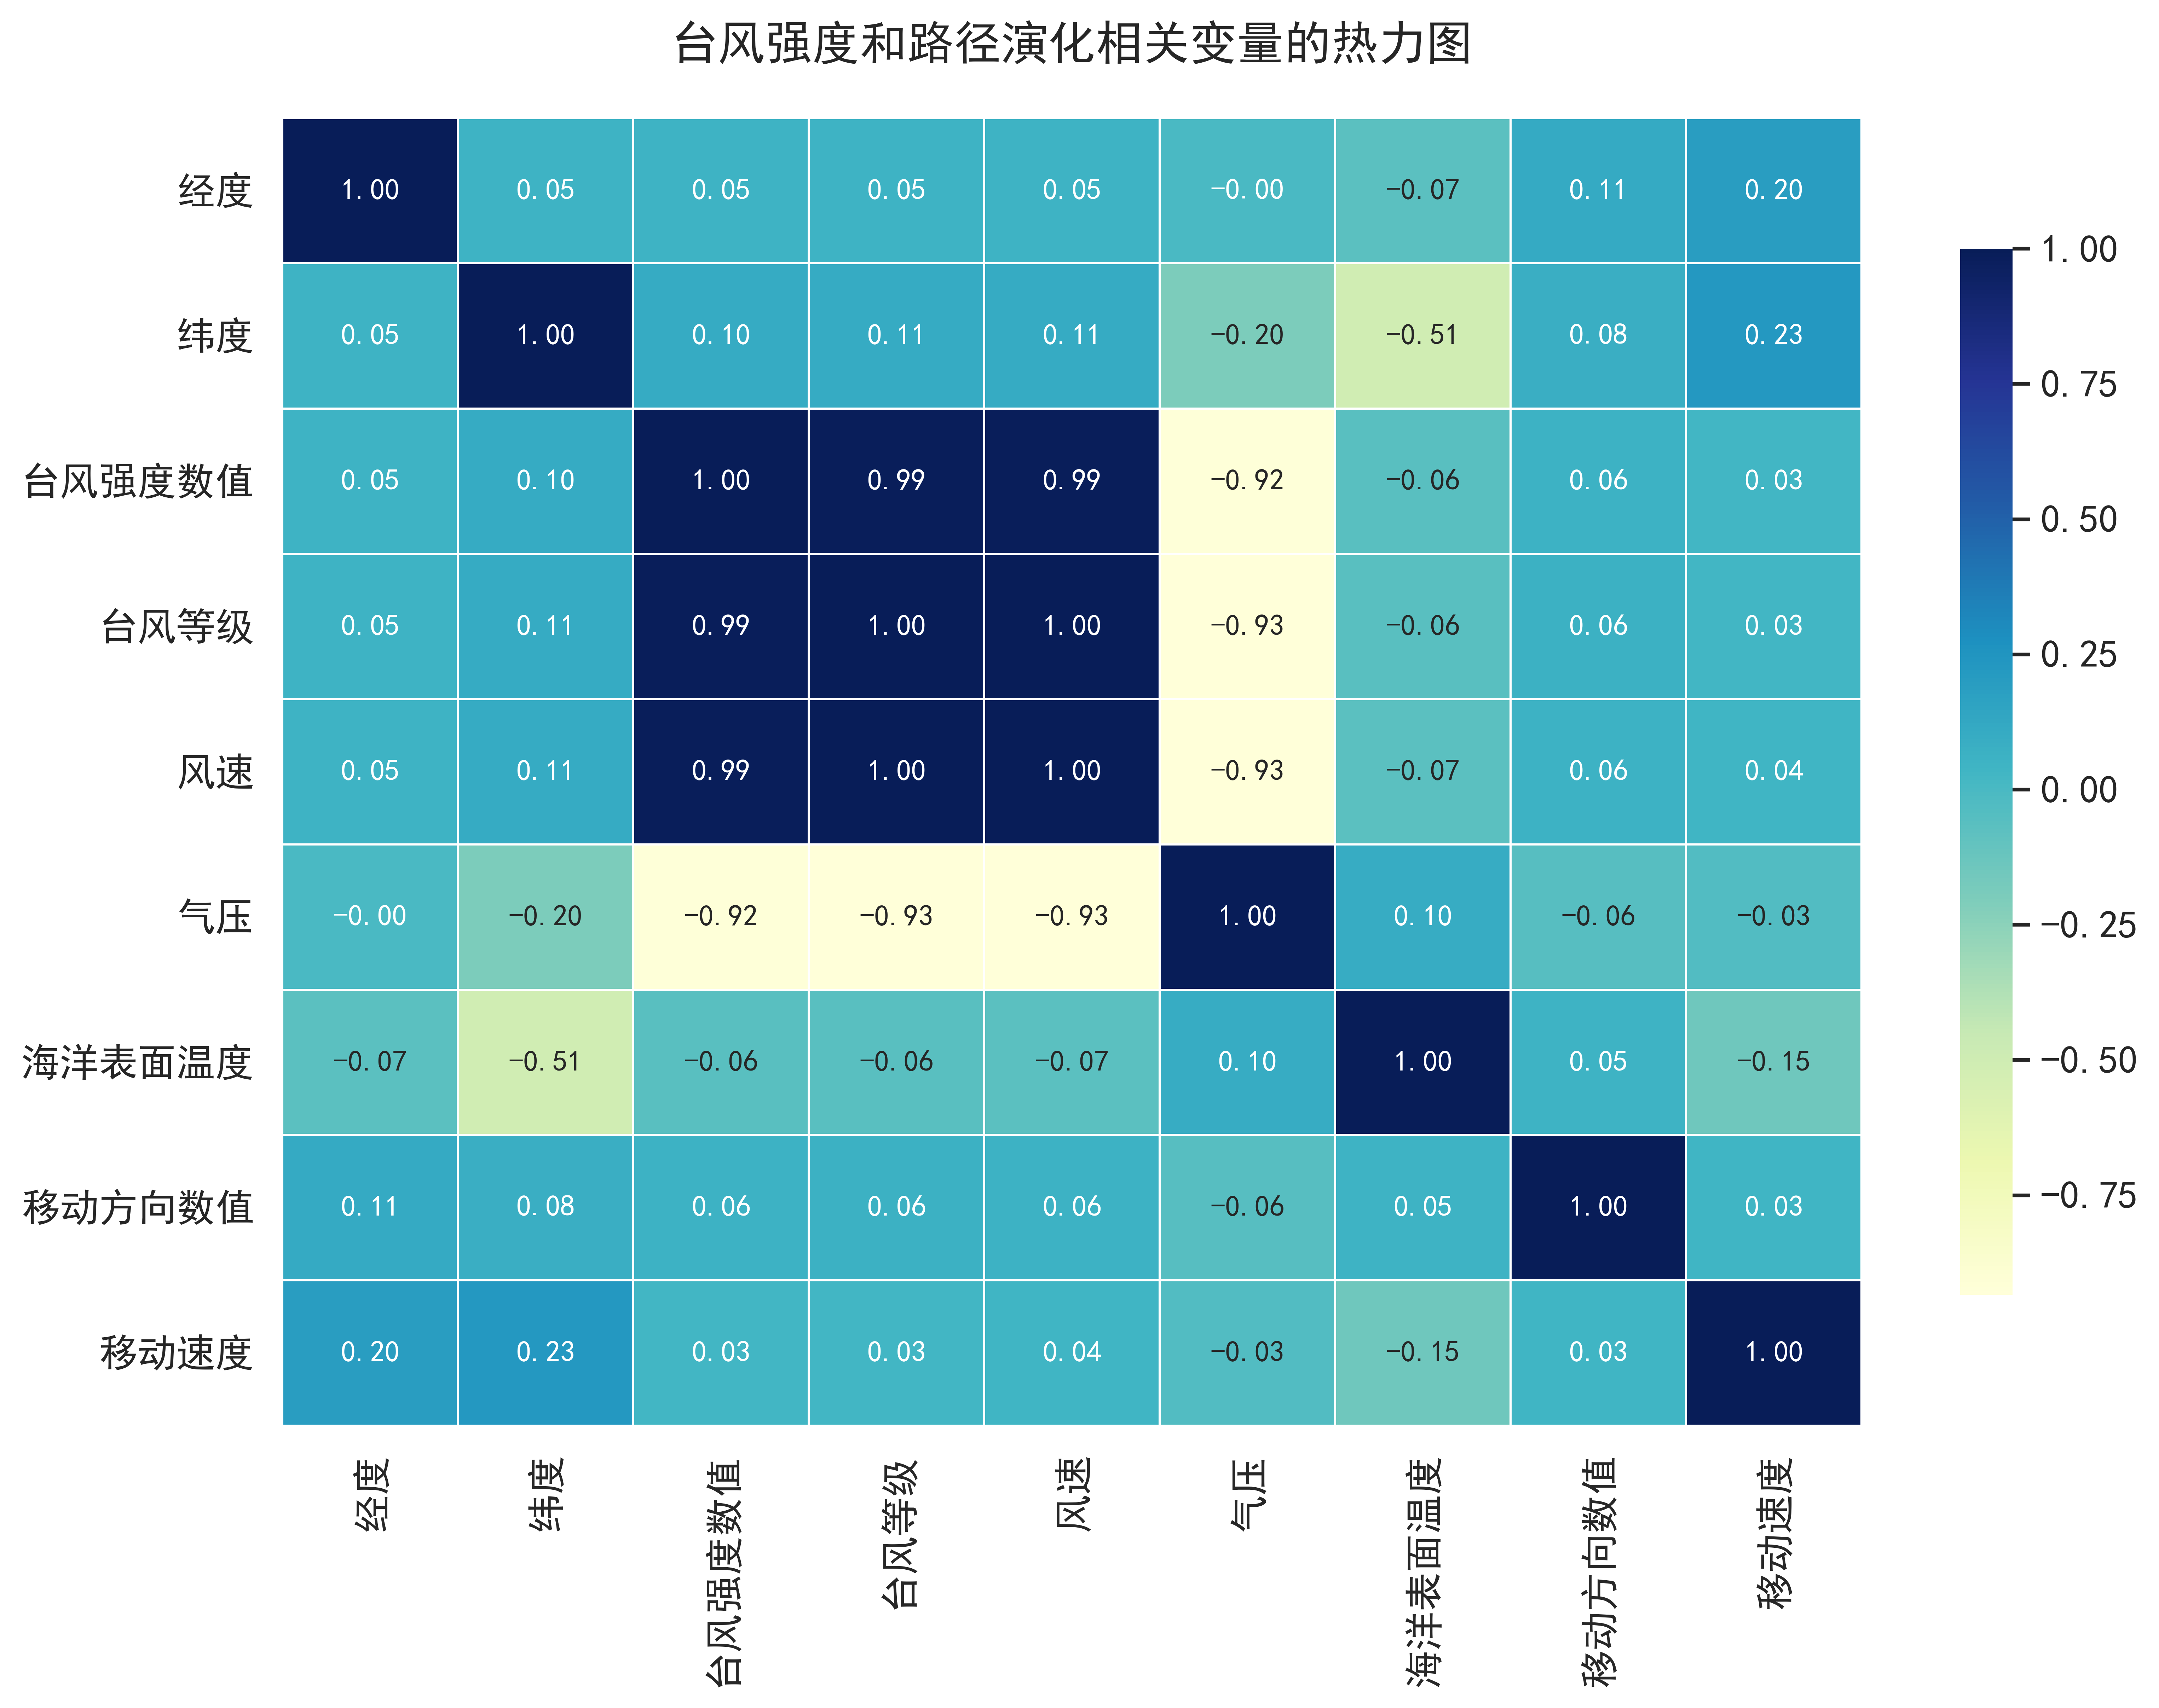 台风强度和路径演化相关变量的热力图
经度 1.00 0.05 0.05 0.05 0.05 −0.00 −0.07 0.11 0.20
纬度 0.05 1.00 0.10 0.11 0.11 −0.20 −0.51 0.08 0.23
台风强度数值 0.05 0.10 1.00 0.99 0.99 −0.92 −0.06 0.06 0.03
台风等级 0.05 0.11 0.99 1.00 1.00 −0.93 −0.06 0.06 0.03
风速 0.05 0.11 0.99 1.00 1.00 −0.93 −0.07 0.06 0.04
气压 −0.00 −0.20 −0.92 −0.93 −0.93 1.00 0.10 −0.06 −0.03
海洋表面温度 −0.07 −0.51 −0.06 −0.06 −0.07 0.10 1.00 0.05 −0.15
移动方向数值 0.11 0.08 0.06 0.06 0.06 −0.06 0.05 1.00 0.03
移动速度 0.20 0.23 0.03 0.03 0.04 −0.03 −0.15 0.03 1.00
经度
纬度
台风强度数值
台风等级
风速
气压
海洋表面温度
移动方向数值
移动速度
1.00
0.75
0.50
0.25
0.00
−0.25
−0.50
−0.75